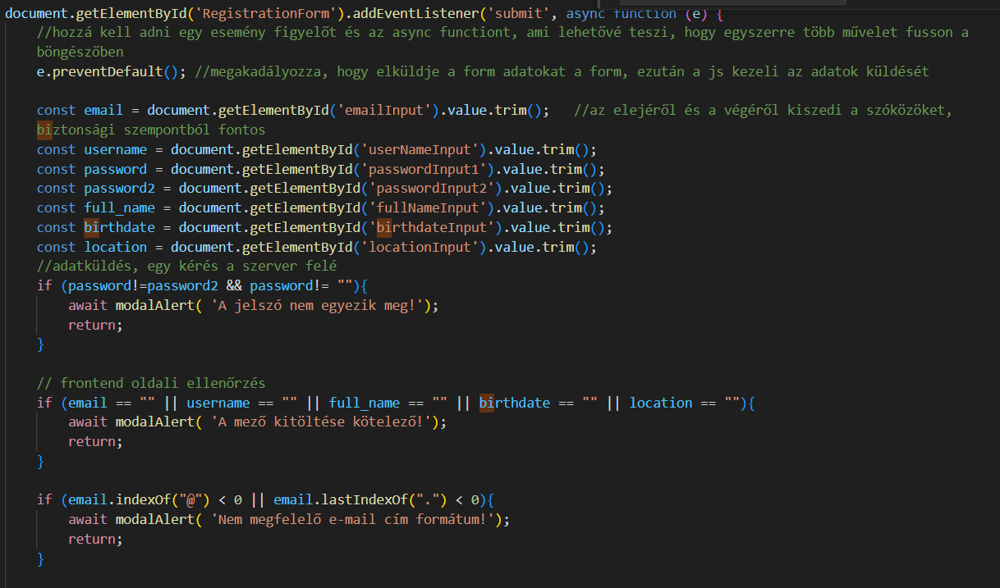 document.getElementById('RegistrationForm').addEventListener('submit', async function (e) {
//hozzá kell adni egy esemény figyelőt és az async functiont, ami lehetővé teszi, hogy egyszerre több művelet fusson a
böngészőben
e.preventDefault(); //megakadályozza, hogy elküldje a form adatokat a form, ezután a js kezeli az adatok küldését
const email = document.getElementById('emailInput').value.trim();   //az elejéről és a végéről kiszedi a szóközöket,
biztonsági szempontból fontos
const username = document.getElementById('userNameInput').value.trim();
const password = document.getElementById('passwordInput1').value.trim();
const password2 = document.getElementById('passwordInput2').value.trim();
const full_name = document.getElementById('fullNameInput').value.trim();
const birthdate = document.getElementById('birthdateInput').value.trim();
const location = document.getElementById('locationInput').value.trim();
//adatküldés, egy kérés a szerver felé
if (password!=password2 && password!= ""){
await modalAlert( 'A jelszó nem egyezik meg!');
return;
}
// frontend oldali ellenőrzés
if (email == "" || username == "" || full_name == "" || birthdate == "" || location == ""){
await modalAlert( 'A mező kitöltése kötelező!');
return;
}
if (email.indexOf("@") < 0 || email.lastIndexOf(".") < 0){
await modalAlert( 'Nem megfelelő e-mail cím formátum!');
return;
}